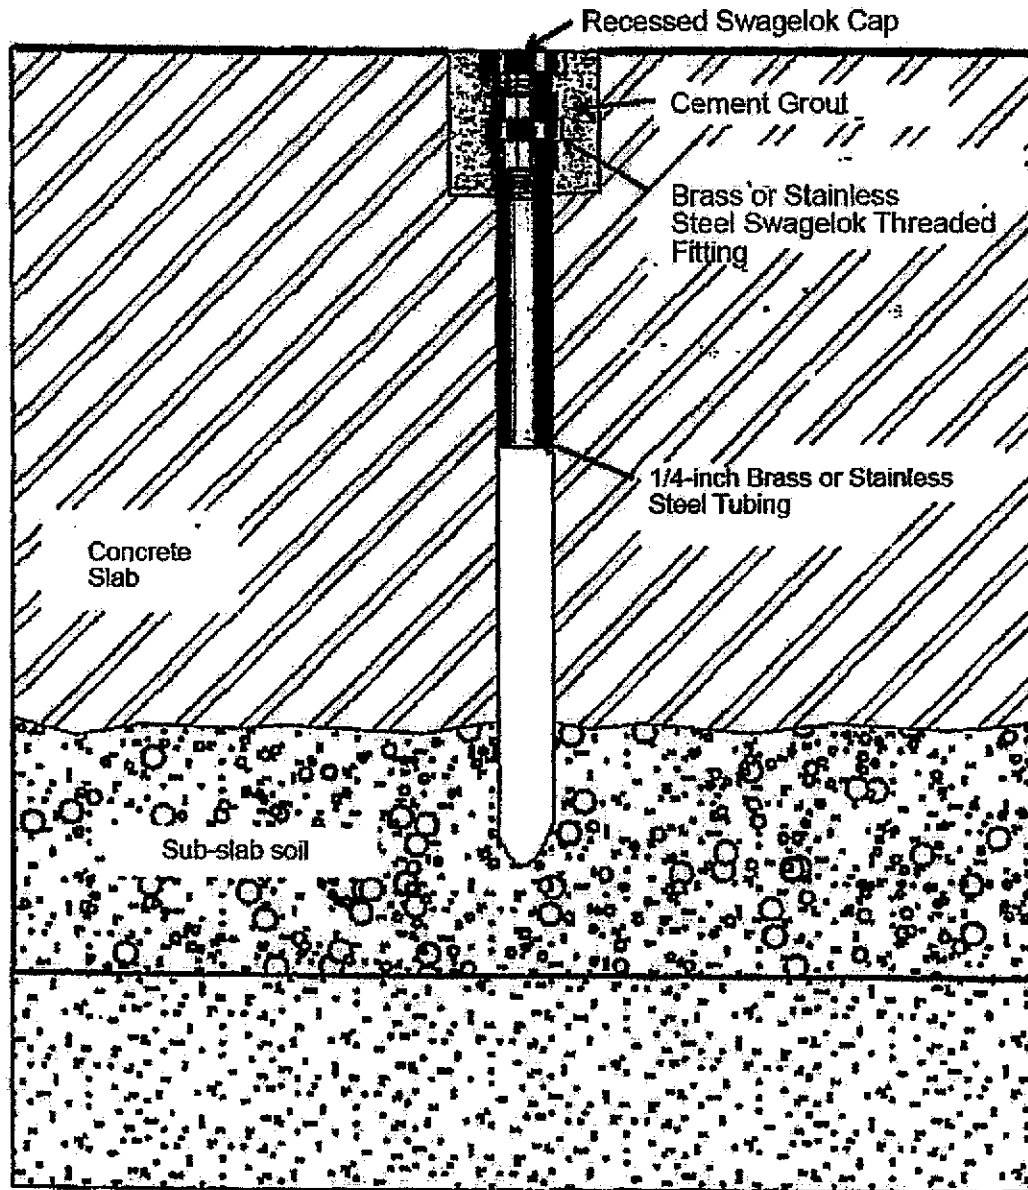 Recessed Swagelok Cap
Cement Grout
Brass or Stainless
Steel Swagelok Threaded
Fitting
1/4-inch Brass or Stainless
Steel Tubing
Concrete
Slab
Sub-slab soil